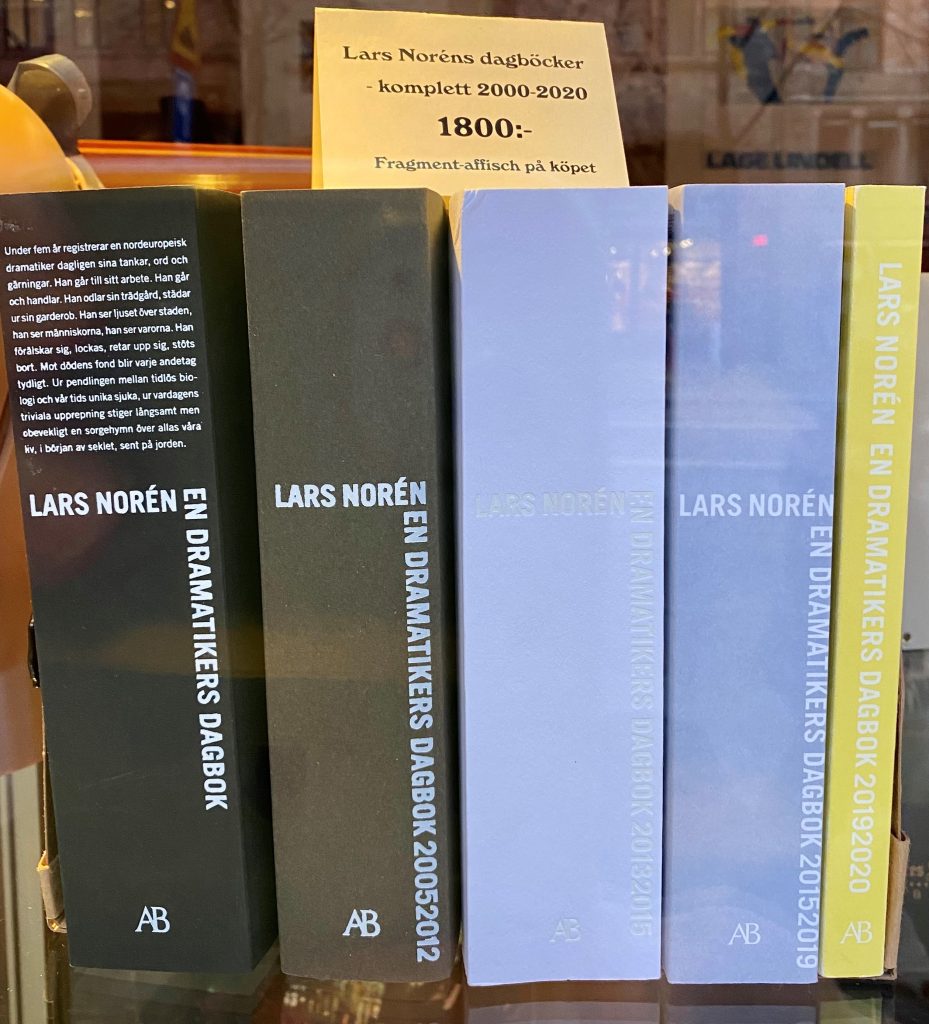 Lars Noréns dagböcker
- komplett 2000-2020
1800:-
Fragment-affisch på köpet
LAGE LINDELL
Under fem år registrerar en nordeuropeisk
dramatiker dagligen sina tankar, ord och
gärningar. Han går till sitt arbete. Han går
och handlar. Han odlar sin trädgård, städar
ur sin garderob. Han ser ljuset över staden,
han ser människorna, han ser varorna. Han
förälskar sig, lockas, retar upp sig, stöts
bort. Mot dödens fond blir varje andetag
tydligt. Ur pendlingen mellan tidlös bio-
logi och vår tids unika sjuka, ur vardagens
triviala upprepning stiger långsamt men
obevekligt en sorgehymn över allas våra
liv, i början av seklet, sent på jorden.
LARS NORÉN
EN DRAMATIKERS DAGBOK
AB
LARS NORÉN
EN DRAMATIKERS DAGBOK 20052012
AB
LARS NORÉN
EN DRAMATIKERS DAGBOK 20132015
AB
LARS NORÉN
EN DRAMATIKERS DAGBOK 20152019
AB
LARS NORÉN EN DRAMATIKERS DAGBOK 20192020
AB